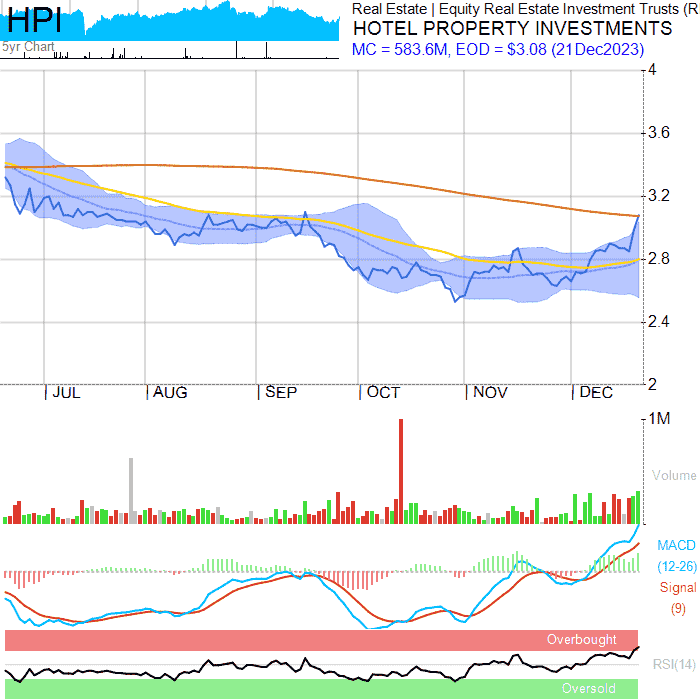 HPI
5yr Chart
Real Estate | Equity Real Estate Investment Trusts (R
HOTEL PROPERTY INVESTMENTS
MC = 583.6M, EOD = $3.08 (21Dec2023)
4
3.6
3.2
2.8
2.4
2
JUL AUG SEP OCT NOV DEC
1M
Volume
MACD
(12-26)
Signal
(9)
Overbought
RSI(14)
Oversold